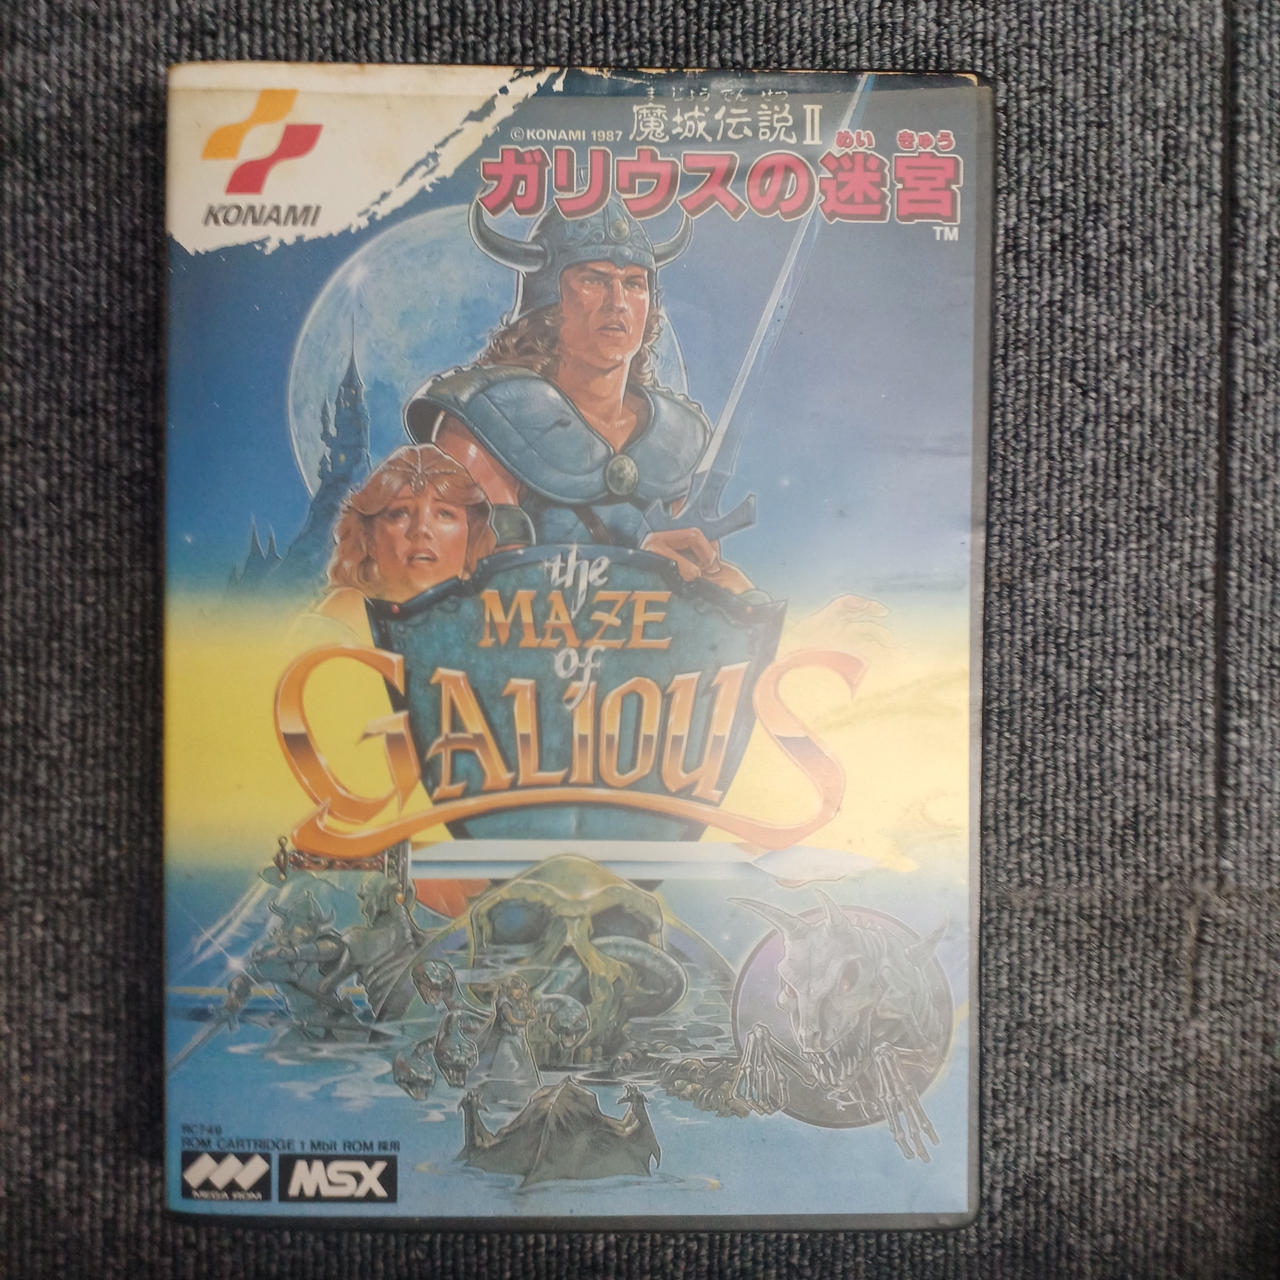 KONAMI
©KONAMI 1987
ま じょう でん せつ
魔城伝説II
めい きゅう
ガリウスの迷宮
TM
the
MAZE
of
GALIOUS
RC749
ROM CARTRIDGE 1 Mbit ROM 採用
MEGA ROM
MSX